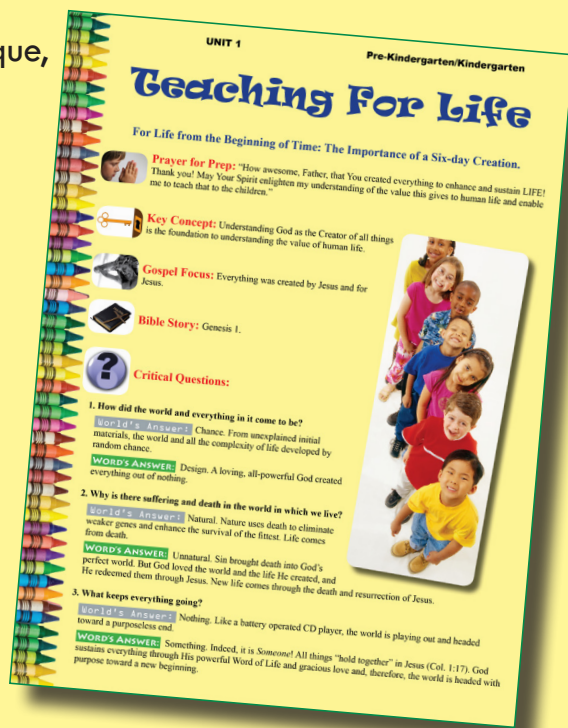 que,
UNIT 1
Pre-Kindergarten/Kindergarten
Teaching For Life
For Life from the Beginning of Time: The Importance of a Six-day Creation.
Prayer for Prep: "How awesome, Father, that You created everything to enhance and sustain LIFE!
Thank you! May Your Spirit enlighten my understanding of the value this gives to human life and enable
me to teach that to the children."
Key Concept: Understanding God as the Creator of all things
is the foundation to understanding the value of human life.
Gospel Focus: Everything was created by Jesus and for
Jesus.
Bible Story: Genesis 1.
?
Critical Questions:
1. How did the world and everything in it come to be?
World's Answer: Chance. From unexplained initial
materials, the world and all the complexity of life developed by
random chance.
WORD'S ANSWER: Design. A loving, all-powerful God created
everything out of nothing.
2. Why is there suffering and death in the world in which we live?
World's Answer: Natural. Nature uses death to eliminate
weaker genes and enhance the survival of the fittest. Life comes
from death.
WORD'S ANSWER: Unnatural. Sin brought death into God's
perfect world. But God loved the world and the life He created, and
He redeemed them through Jesus. New life comes through the death and resurrection of Jesus.
3. What keeps everything going?
World's Answer: Nothing. Like a battery operated CD player, the world is playing out and headed
toward a purposeless end.
WORD'S ANSWER: Something. Indeed, it is Someone! All things "hold together" in Jesus (Col. 1:17). God
sustains everything through His powerful Word of Life and gracious love and, therefore, the world is headed with
purpose toward a new beginning.